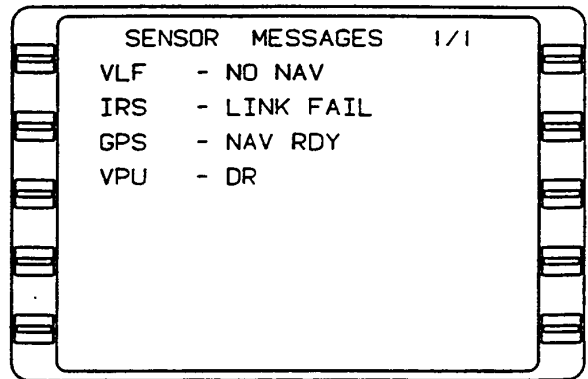 SENSOR MESSAGES 1/1
VLF - NO NAV
IRS - LINK FAIL
GPS - NAV RDY
VPU - DR